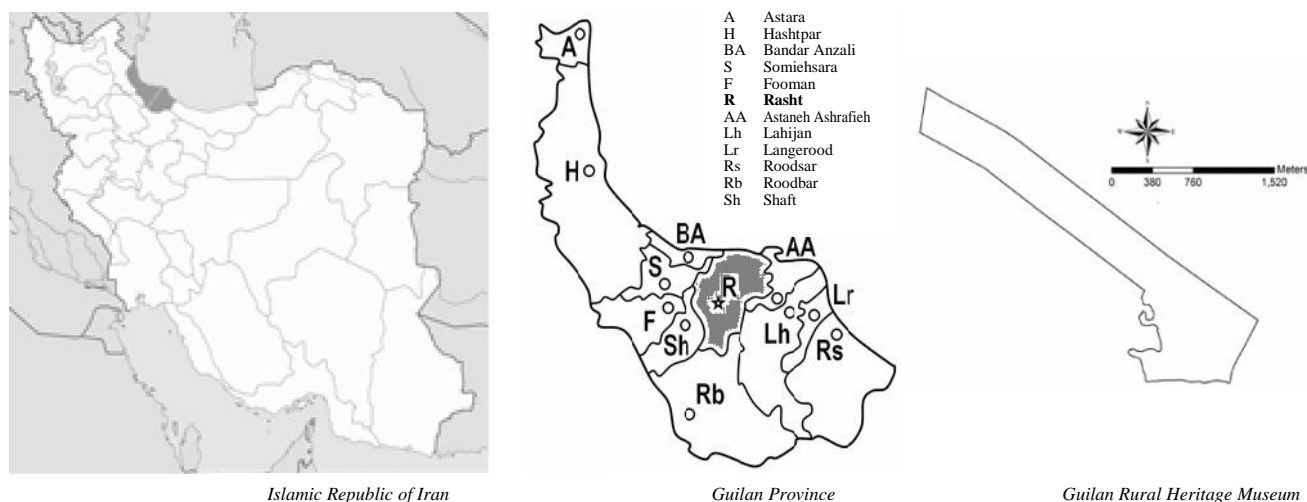 A Astara
H Hashtpar
BA Bandar Anzali
S Somiehsara
F Fooman
R Rasht
AA Astaneh Ashrafieh
Lh Lahijan
Lr Langerood
Rs Roodsar
Rb Roodbar
Sh Shaft
A
H
BA
AA
S
R
Lr
F
Sh
Lh
Rs
Rb
N
W E
S
Meters
0 380 760 1,520
Islamic Republic of Iran
Guilan Province
Guilan Rural Heritage Museum